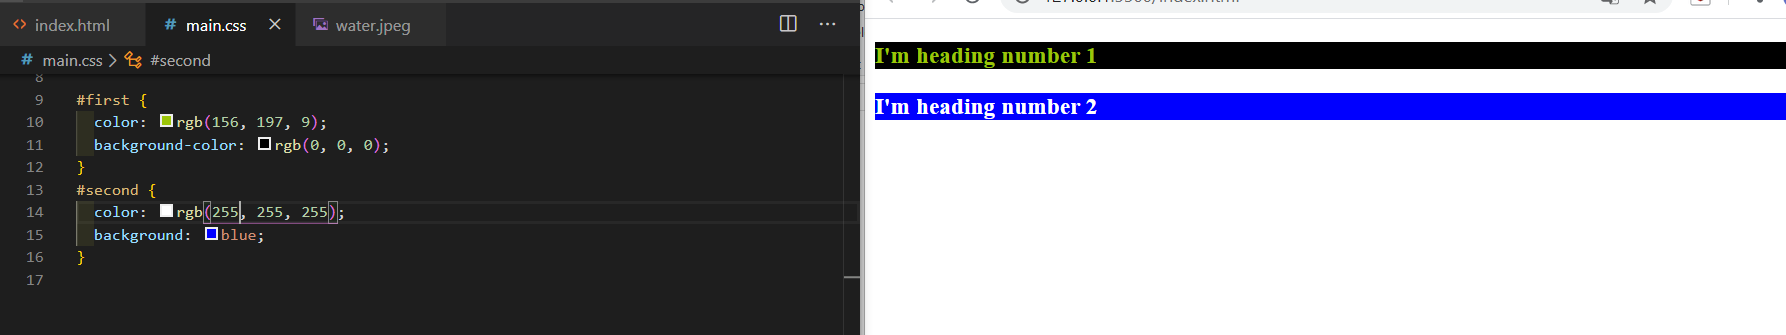 index.html
main.css
water.jpeg
main.css > #second
8
9 #first {
10 color: rgb(156, 197, 9);
11 background-color: rgb(0, 0, 0);
12 }
13 #second {
14 color: rgb(255, 255, 255);
15 background: blue;
16 }
17
I'm heading number 1
I'm heading number 2